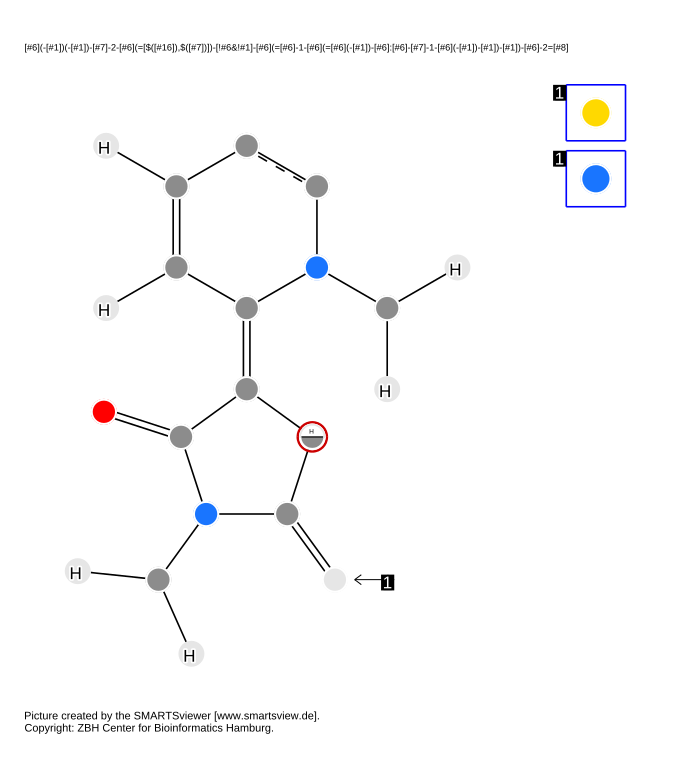 [#6](-[#1])(-[#1])-[#7]-2-[#6](=[$([#16]),$([#7])])-[!#6&!#1]-[#6](=[#6]-1-[#6](=[#6](-[#1])-[#6]:[#6]-[#7]-1-[#6](-[#1])-[#1])-[#1])-[#6]-2=[#8]
1
H
1
H
H
H
H
H
1
H
H
Picture created by the SMARTSviewer [www.smartsview.de].
Copyright: ZBH Center for Bioinformatics Hamburg.